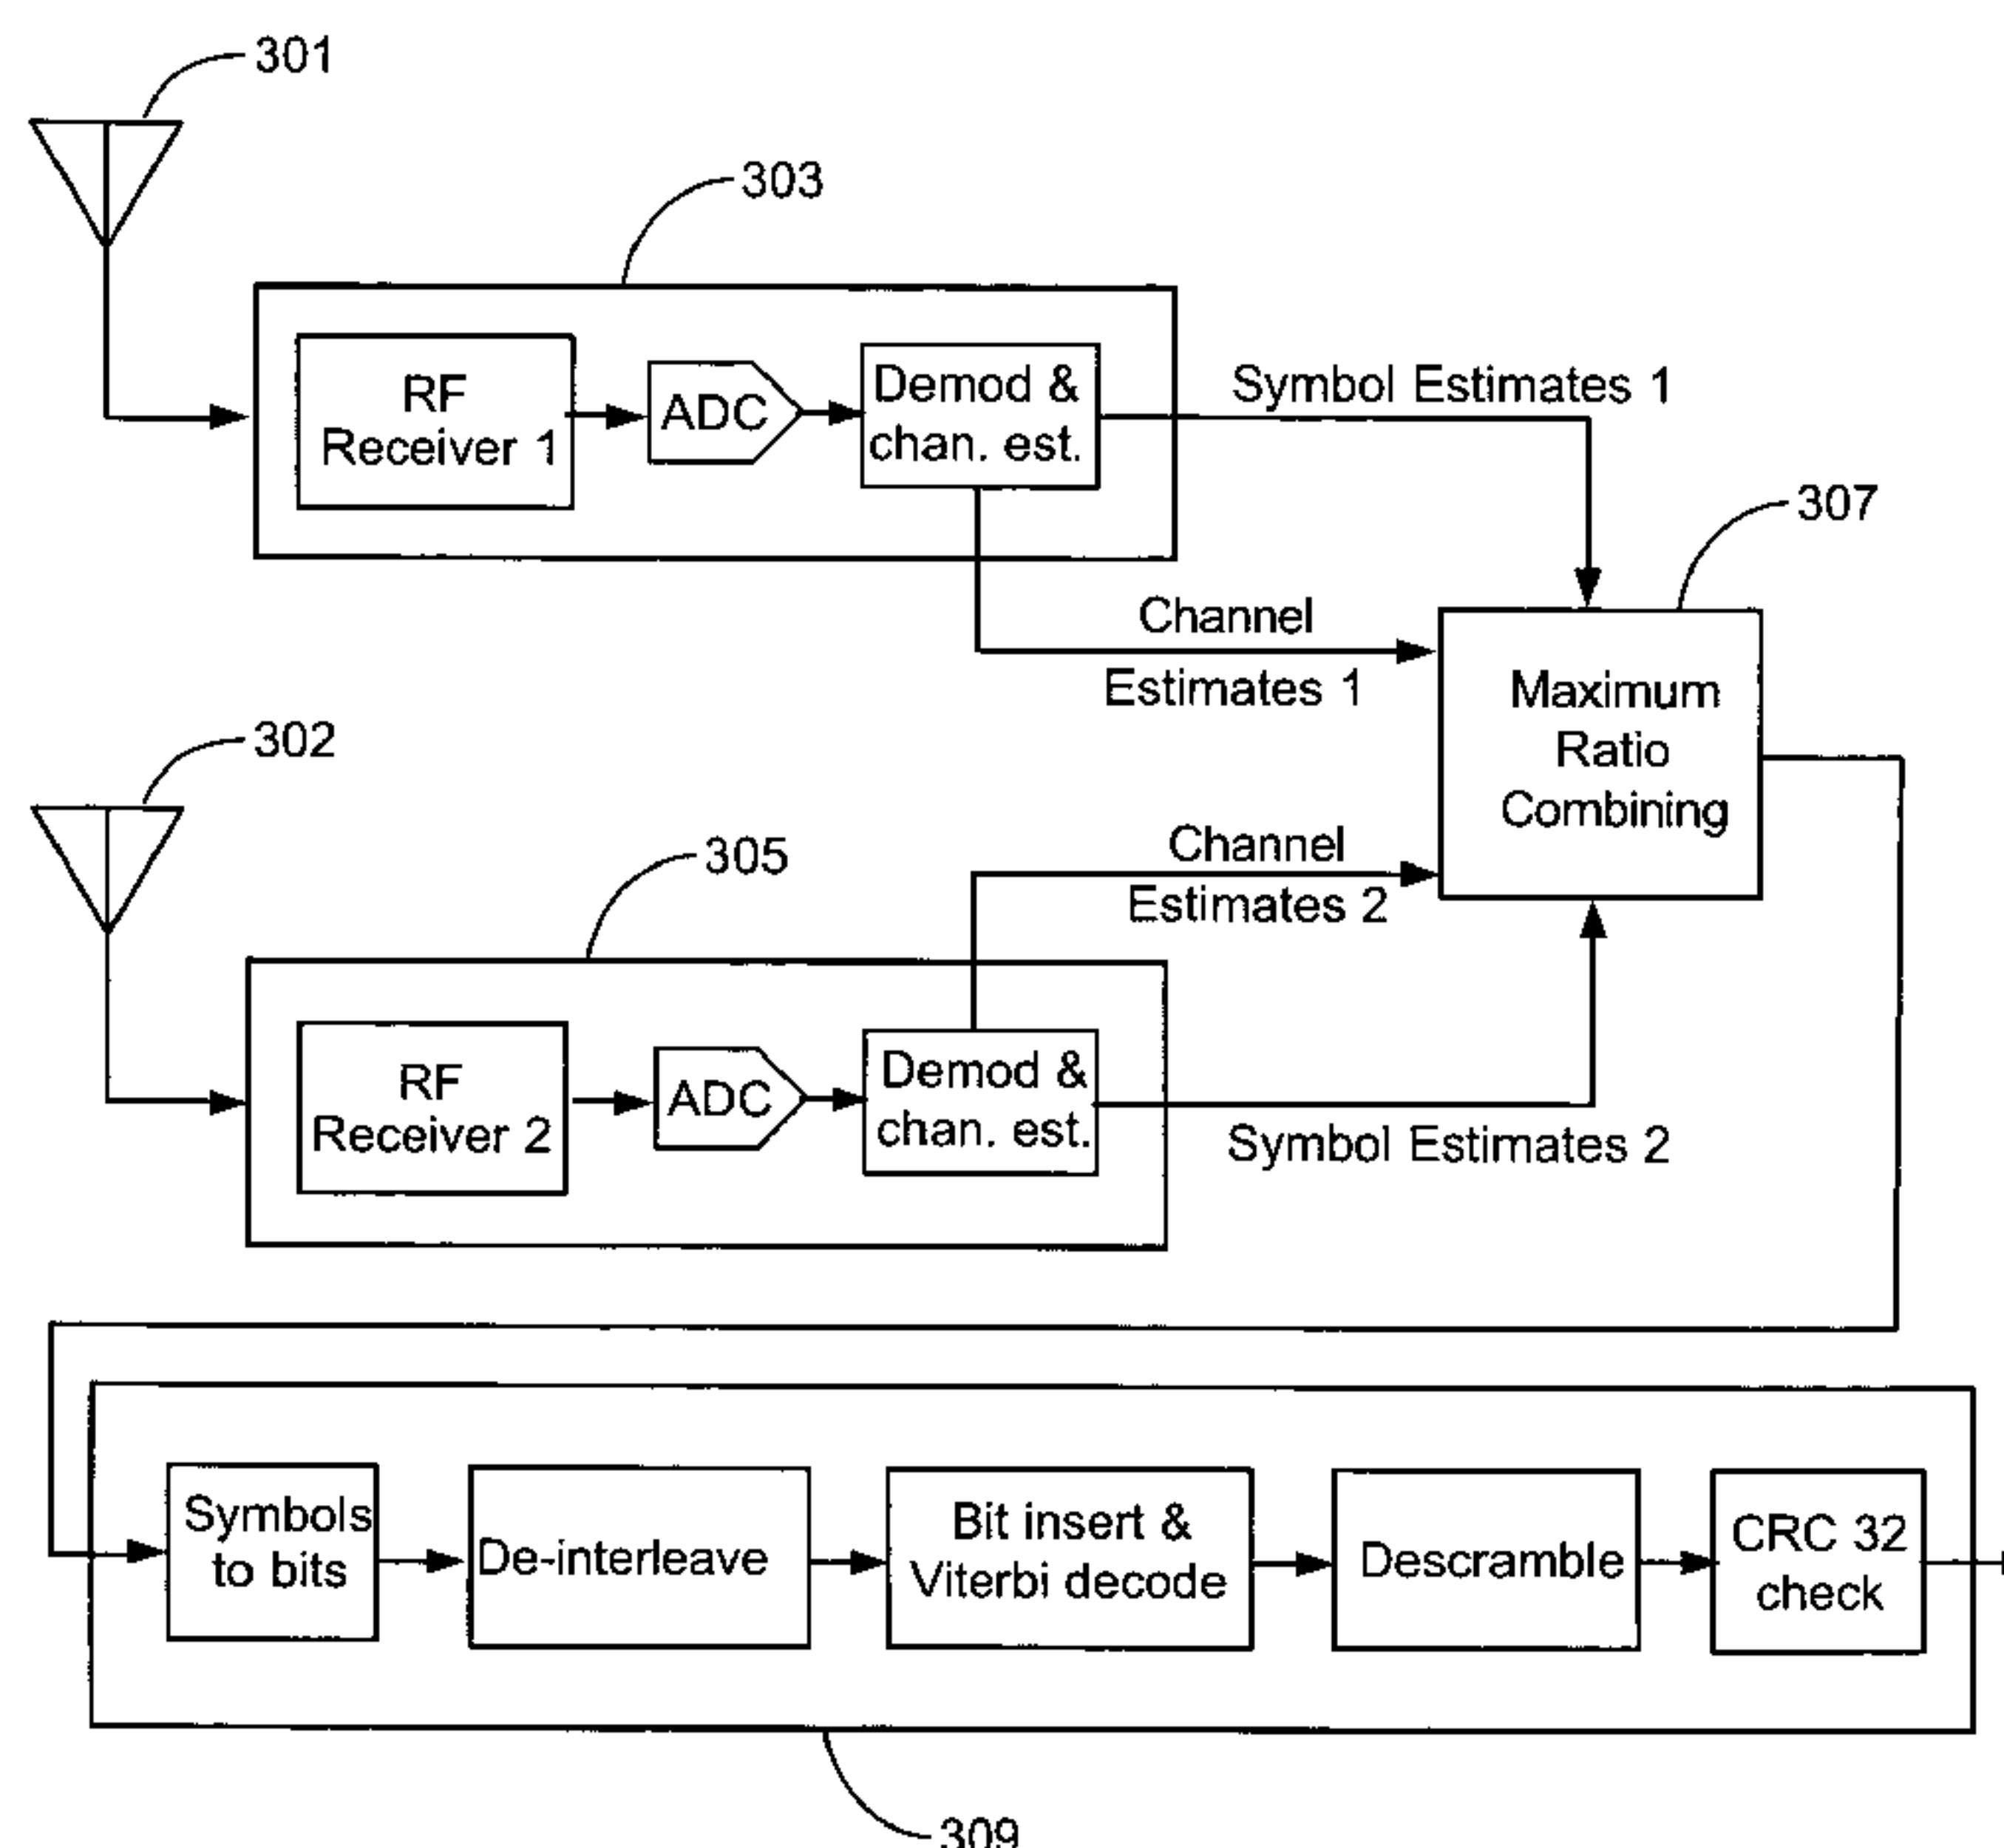 301
303
RF
Receiver 1
ADC
Demod &
chan. est.
Symbol Estimates 1
307
Channel
Estimates 1
Maximum
Ratio
Combining
302
305
Channel
Estimates 2
RF
Receiver 2
ADC
Demod &
chan. est.
Symbol Estimates 2
Symbols
to bits
De-interleave
Bit insert &
Viterbi decode
Descramble
CRC 32
check
309